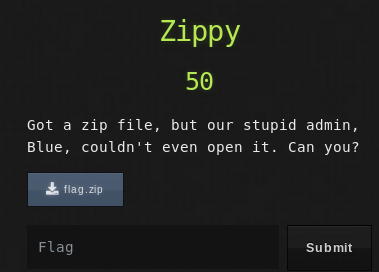 Zippy
50
Got a zip file, but our stupid admin,
Blue, couldn't even open it. Can you?
flag.zip
Flag
Submit